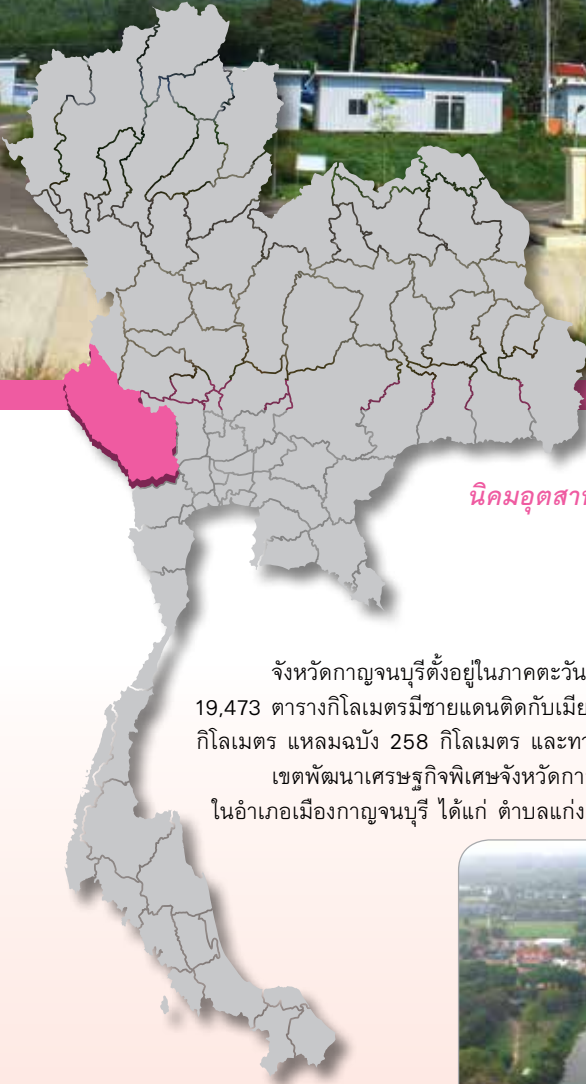 นิคมอุตสา
จังหวัดกาญจนบุรีตั้งอยู่ในภาคตะวัน
19,473 ตารางกิโลเมตรมีชายแดนติดกับเมีย
กิโลเมตร แหลมฉบัง 258 กิโลเมตร และทา
เขตพัฒนาเศรษฐกิจพิเศษจังหวัดกา
ในอำเภอเมืองกาญจนบุรี ได้แก่ ตำบลแก่ง